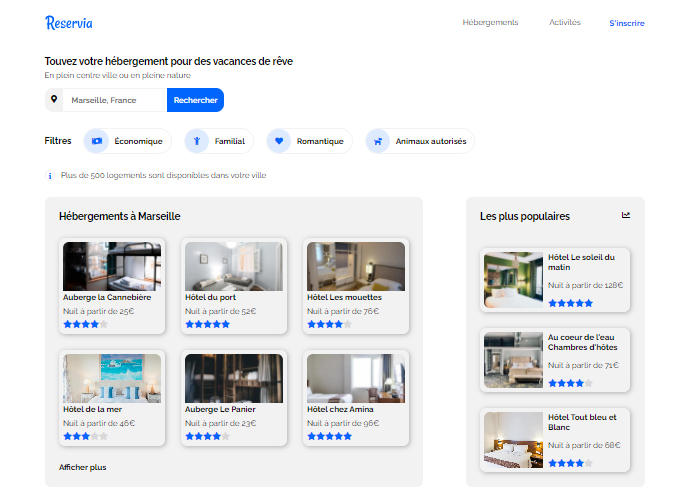 Reservia
Hébergements
Activités
S'inscrire
Touvez votre hébergement pour des vacances de rêve
En plein centre ville ou en pleine nature
Marseille, France
Rechercher
Filtres
Économique
Familial
Romantique
Animaux autorisés
Plus de 500 logements sont disponibles dans votre ville
Hébergements à Marseille
Auberge la Cannebière
Nuit à partir de 25€
Hôtel du port
Nuit à partir de 52€
Hôtel Les mouettes
Nuit à partir de 76€
Hôtel de la mer
Nuit à partir de 46€
Auberge Le Panier
Nuit à partir de 23€
Hôtel chez Amina
Nuit à partir de 96€
Afficher plus
Les plus populaires
Hôtel Le soleil du
matin
Nuit à partir de 128€
Au coeur de l'eau
Chambres d'hôtes
Nuit à partir de 71€
Hôtel Tout bleu et
Blanc
Nuit à partir de 68€